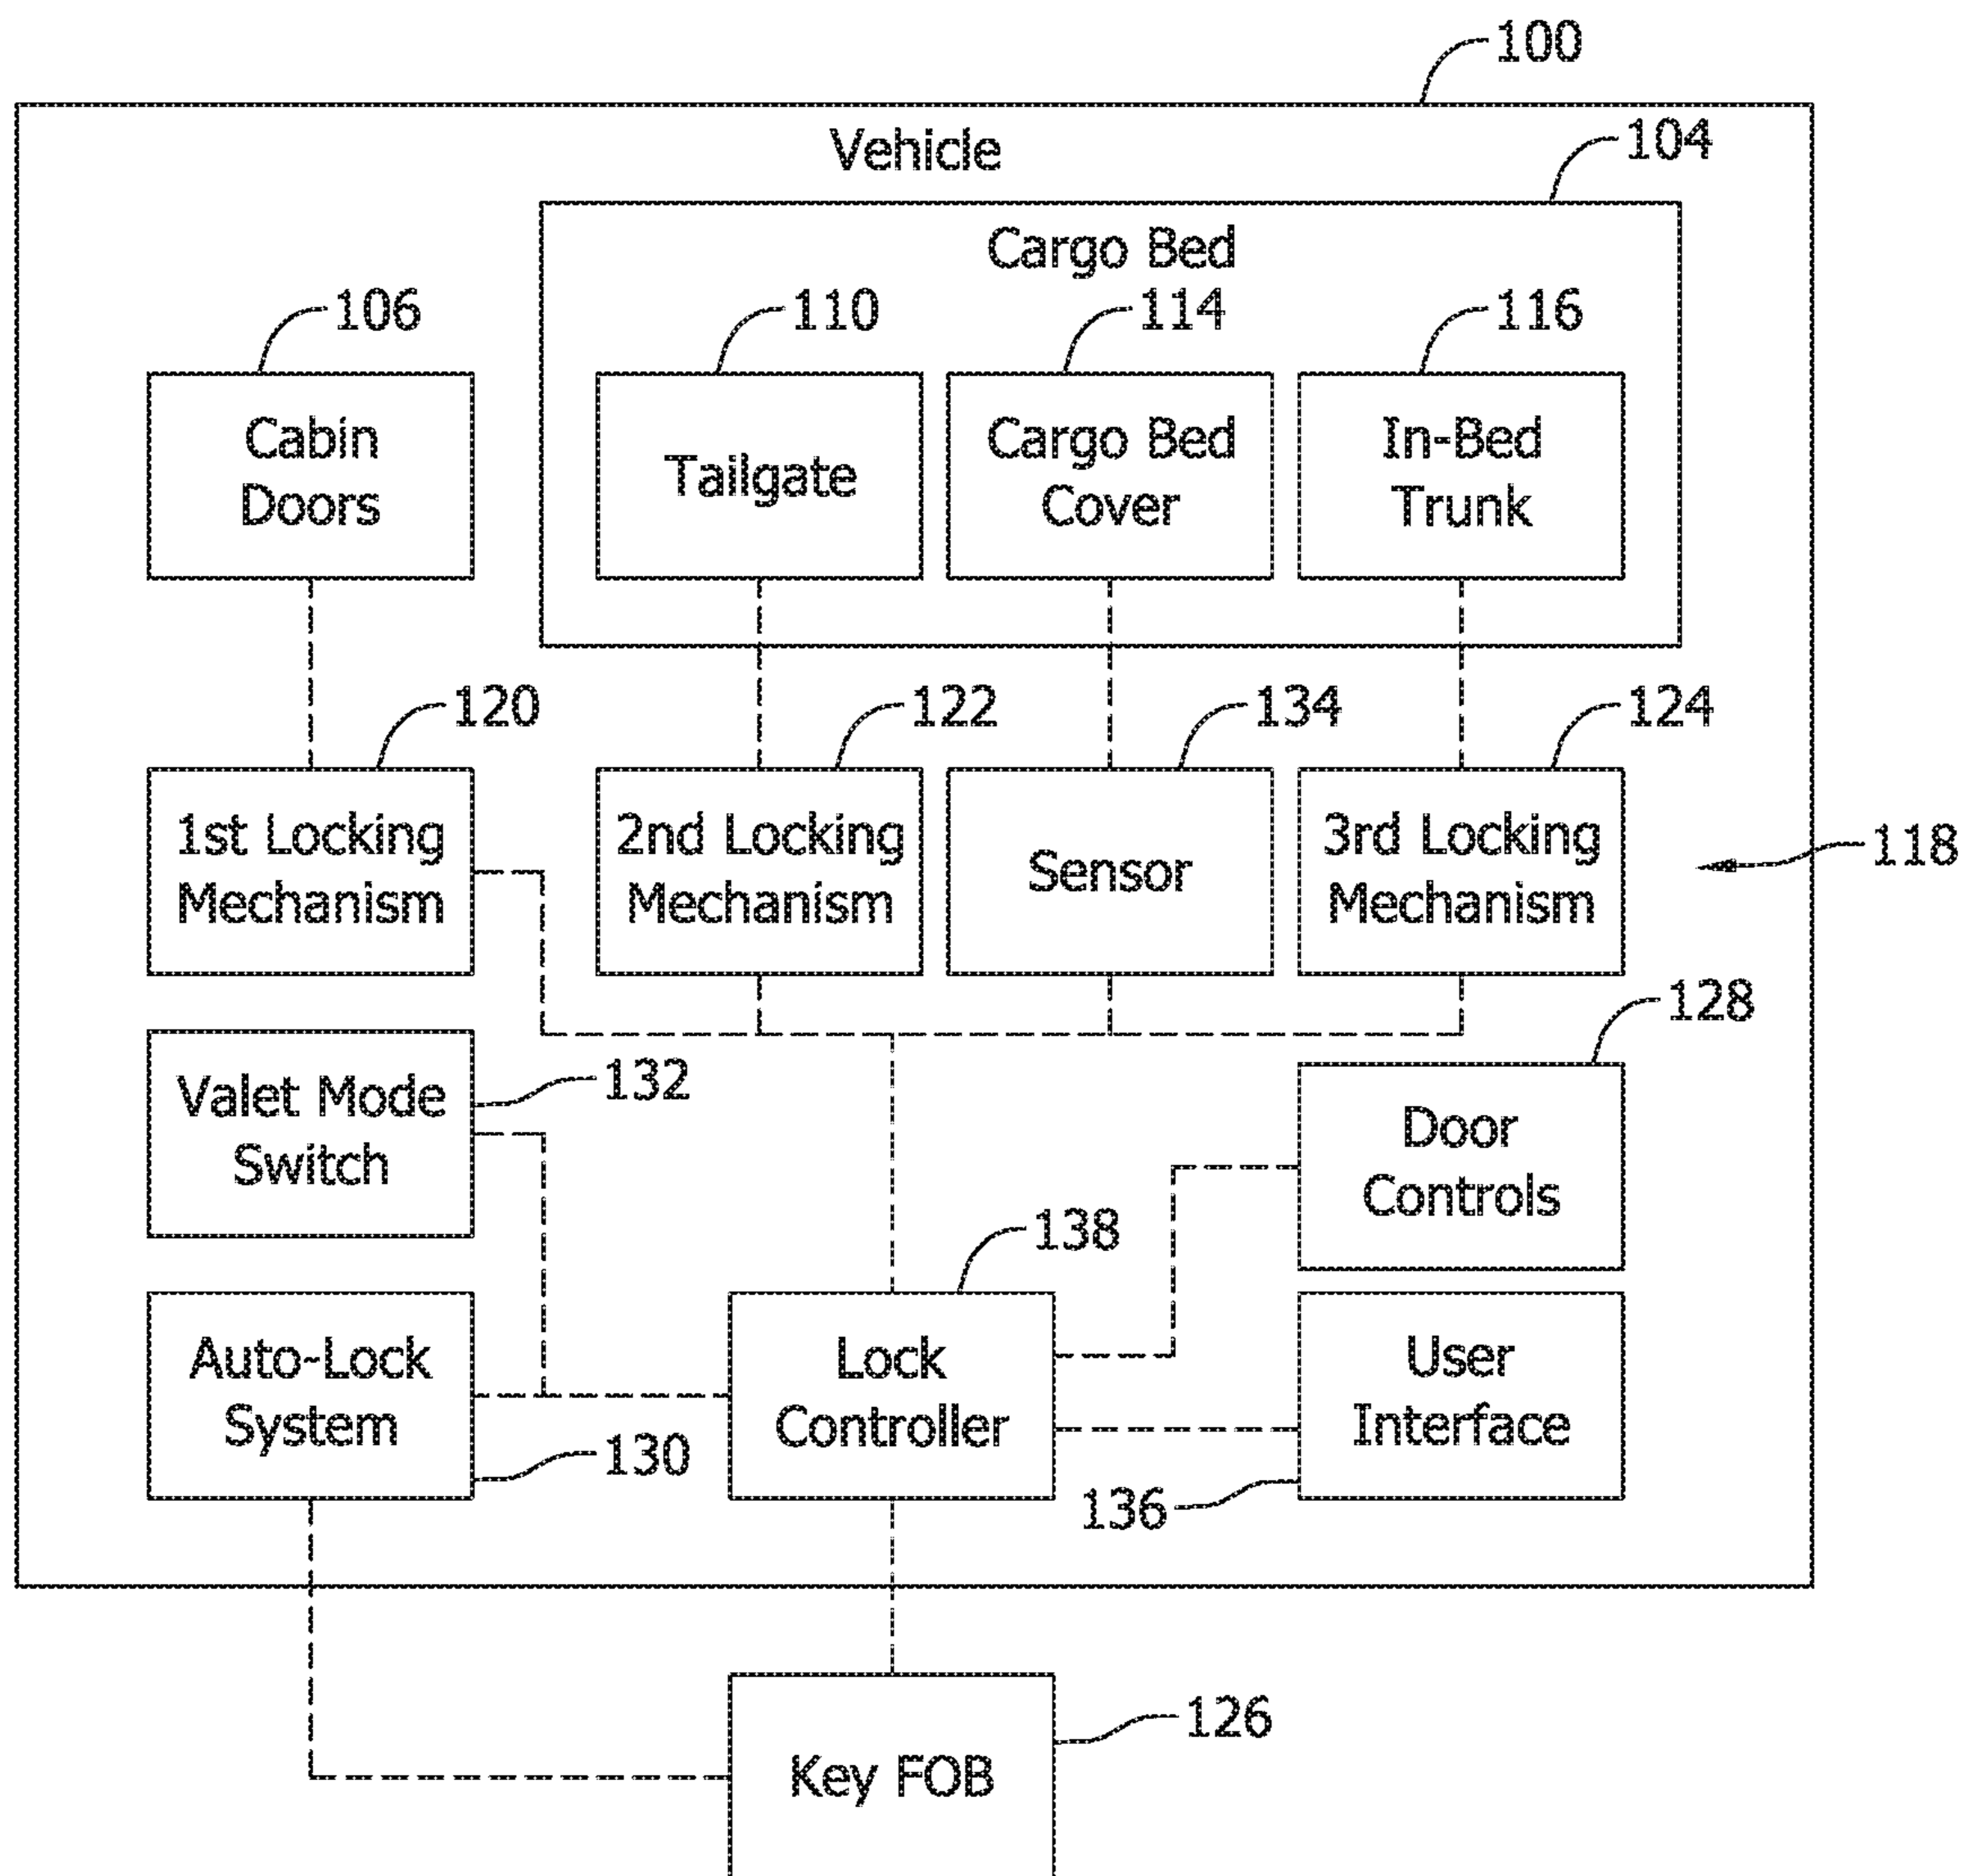 100
Vehicle
104
Cargo Bed
106
110
114
116
Cabin
Doors
Tailgate
Cargo Bed
Cover
In-Bed
Trunk
120
122
134
124
1st Locking
Mechanism
2nd Locking
Mechanism
Sensor
3rd Locking
Mechanism
118
128
Valet Mode
Switch
132
Door
Controls
138
Auto-Lock
System
130
Lock
Controller
User
Interface
136
126
Key FOB